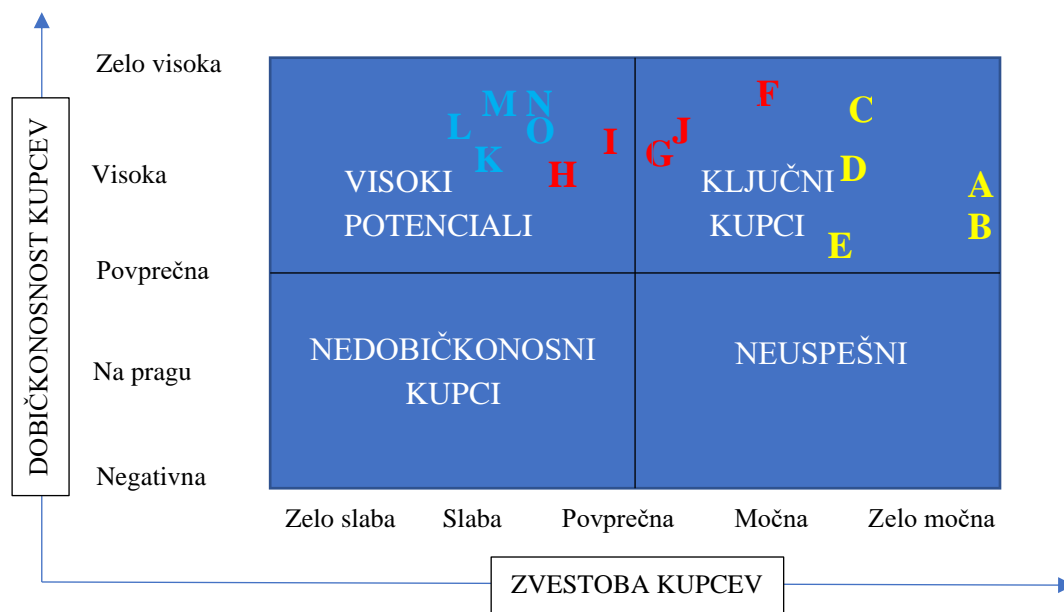 DOBIČKONOSNOST KUPCEV
Zelo visoka
Visoka
Povprečna
Na pragu
Negativna
M N
L O
K
I
H
F
J
G
C
D
A
B
E
VISOKI
POTENCIALI
KLJUČNI
KUPCI
NEDOBIČKONOSNI
KUPCI
NEUSPEŠNI
Zelo slaba Slaba Povprečna Močna Zelo močna
ZVESTOBA KUPCEV